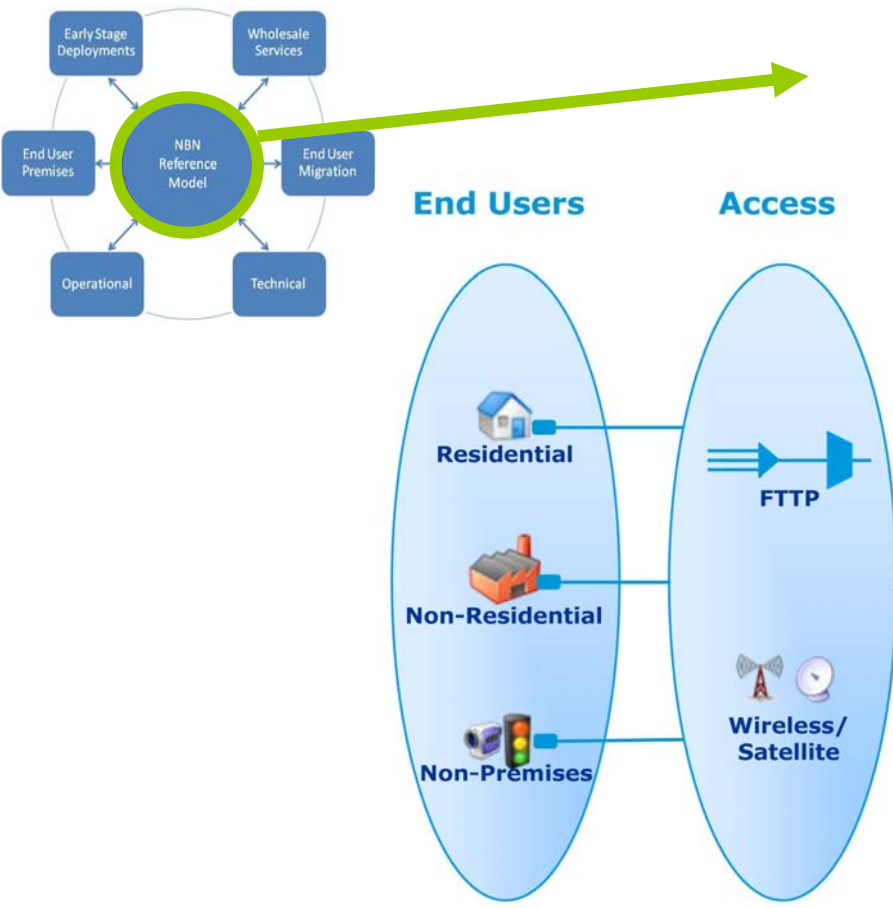 Early Stage
Deployments
Wholesale
Services
End User
Premises
NBN
Reference
Model
End User
Migration
Operational
Technical
End Users
Access
Residential
FTTP
Non-Residential
Wireless/
Satellite
Non-Premises